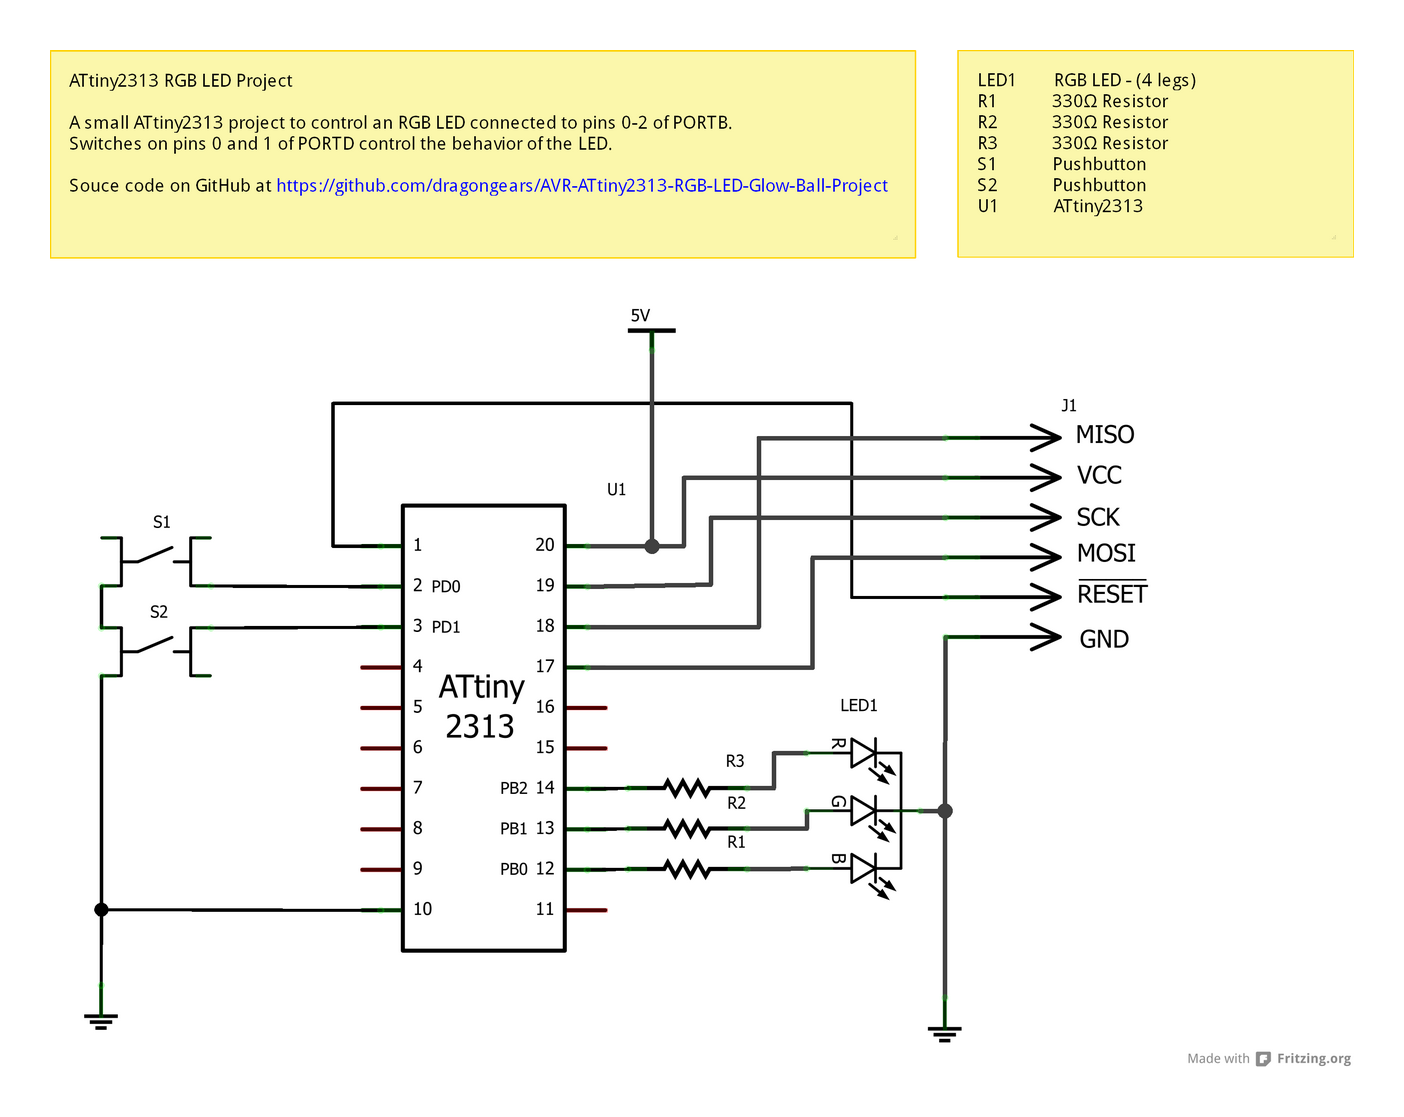 ATtiny2313 RGB LED Project
A small ATtiny2313 project to control an RGB LED connected to pins 0-2 of PORTB.
Switches on pins 0 and 1 of PORTD control the behavior of the LED.
Souce code on GitHub at https://github.com/dragongears/AVR-ATtiny2313-RGB-LED-Glow-Ball-Project
LED1 RGB LED - (4 legs)
R1 330Ω Resistor
R2 330Ω Resistor
R3 330Ω Resistor
S1 Pushbutton
S2 Pushbutton
U1 ATtiny2313
5V
J1
MISO
VCC
SCK
MOSI
RESET
GND
U1
S1
S2
1 20
2 PD0 19
3 PD1 18
4 17
ATtiny
2313
5 16
6 15
7 PB2 14
8 PB1 13
9 PB0 12
10 11
LED1
R3
R2
R1
R
G
B
Made with Fritzing.org